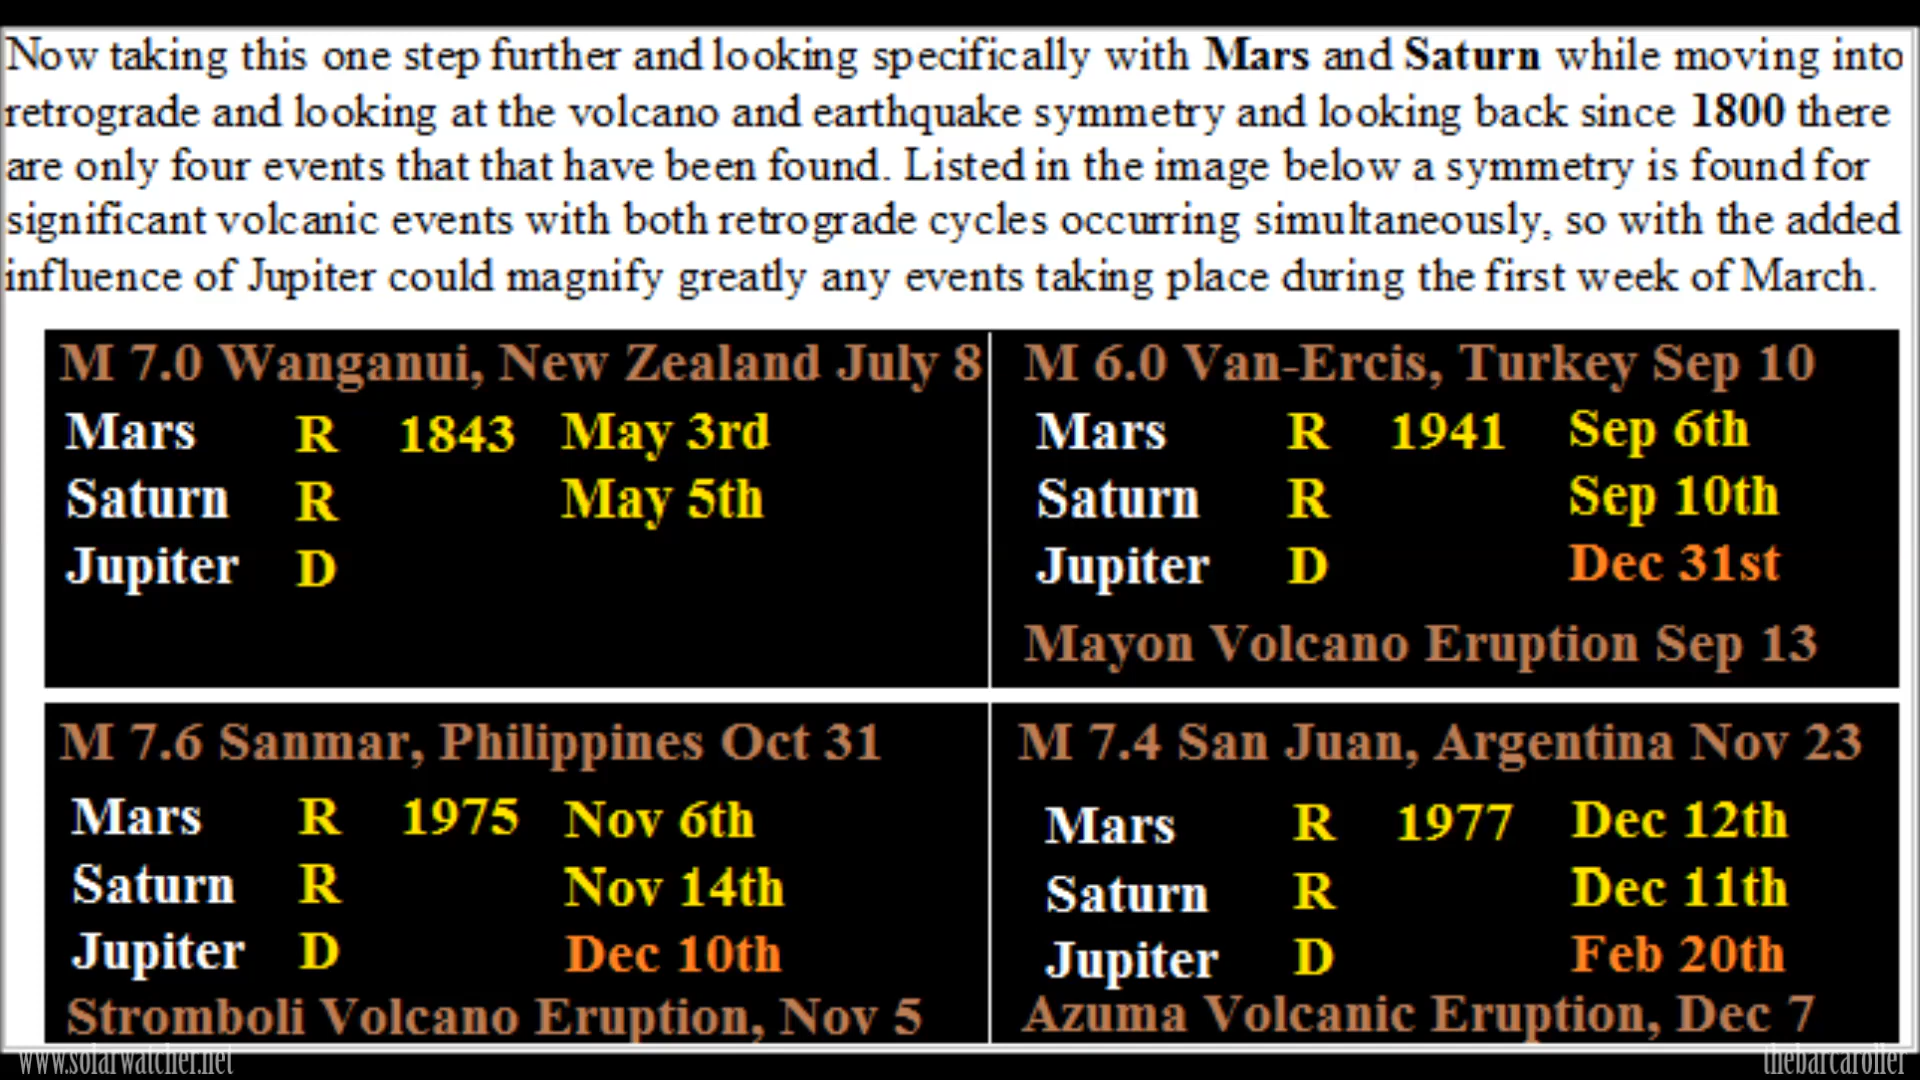 Now taking this one step further and looking specifically with Mars and Saturn while moving into
retrograde and looking at the volcano and earthquake symmetry and looking back since 1800 there
are only four events that that have been found. Listed in the image below a symmetry is found for
significant volcanic events with both retrograde cycles occurring simultaneously, so with the added
influence of Jupiter could magnify greatly any events taking place during the first week of March.
M 7.0 Wanganui, New Zealand July 8
Mars R 1843 May 3rd
Saturn R May 5th
Jupiter D
M 6.0 Van-Ercis, Turkey Sep 10
Mars R 1941 Sep 6th
Saturn R Sep 10th
Jupiter D Dec 31st
Mayon Volcano Eruption Sep 13
M 7.6 Sanmar, Philippines Oct 31
Mars R 1975 Nov 6th
Saturn R Nov 14th
Jupiter D Dec 10th
Stromboli Volcano Eruption, Nov 5
M 7.4 San Juan, Argentina Nov 23
Mars R 1977 Dec 12th
Saturn R Dec 11th
Jupiter D Feb 20th
Azuma Volcanic Eruption, Dec 7
www.solarwatcher.net
thebarcaroller